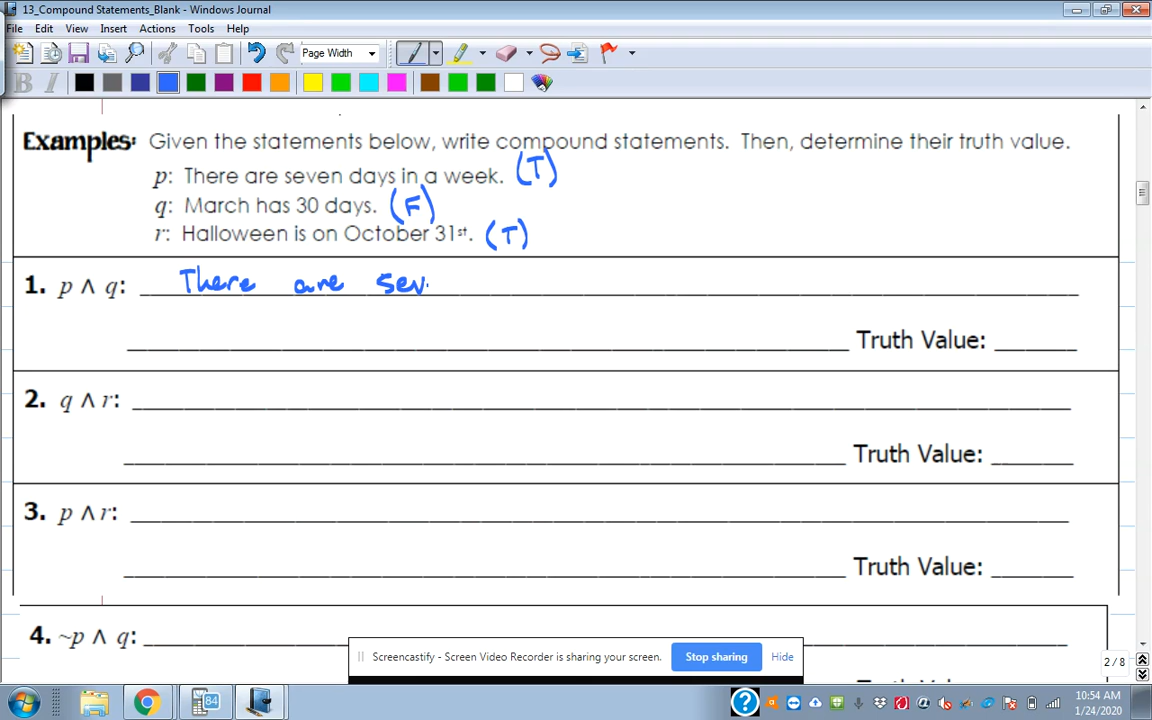 13_Compound Statements_Blank - Windows Journal
File Edit View Insert Actions Tools Help
Page Width
B I
Examples: Given the statements below, write compound statements. Then, determine their truth value.
p: There are seven days in a week. (T)
q: March has 30 days. (F)
r: Halloween is on October 31st. (T)
1. p ∧ q: There are sev
Truth Value:
2. q ∧ r:
Truth Value:
3. p ∧ r:
Truth Value:
4. ~p ∧ q:
Screencastify - Screen Video Recorder is sharing your screen. Stop sharing Hide
2 / 8
84
10:54 AM
1/24/2020